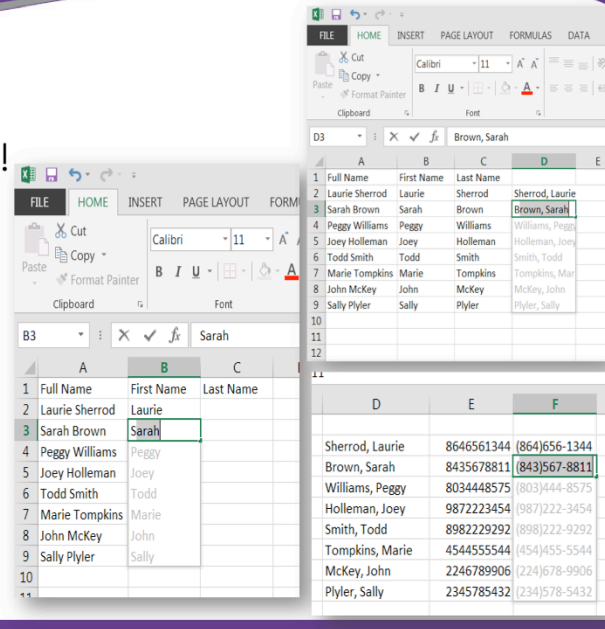 !
FILE HOME INSERT PAGE LAYOUT FORMULAS DATA
Cut
Copy
Format Painter
Paste
Calibri 11 A A
B I U A
Clipboard Font
D3 fx Brown, Sarah
A B C D E
1 Full Name First Name Last Name
2 Laurie Sherrod Laurie Sherrod Sherrod, Laurie
3 Sarah Brown Sarah Brown Brown, Sarah
4 Peggy Williams Peggy Williams Williams, Peggy
5 Joey Holleman Joey Holleman Holleman, Joey
6 Todd Smith Todd Smith Smith, Todd
7 Marie Tompkins Marie Tompkins Tompkins, Mar
8 John McKey John McKey McKey, John
9 Sally Plyler Sally Plyler Plyler, Sally
10
11
12
FILE HOME INSERT PAGE LAYOUT FORM
Cut
Copy
Format Painter
Paste
Calibri 11 A
B I U A
Clipboard Font
B3 fx Sarah
A B C
1 Full Name First Name Last Name
2 Laurie Sherrod Laurie
3 Sarah Brown Sarah
4 Peggy Williams Peggy
5 Joey Holleman Joey
6 Todd Smith Todd
7 Marie Tompkins Marie
8 John McKey John
9 Sally Plyler Sally
10
D E F
Sherrod, Laurie 8646561344 (864)656-1344
Brown, Sarah 8435678811 (843)567-8811
Williams, Peggy 8034448575 (803)444-8575
Holleman, Joey 9872223454 (987)222-3454
Smith, Todd 8982229292 (898)222-9292
Tompkins, Marie 4544555544 (454)455-5544
McKey, John 2246789906 (224)678-9906
Plyler, Sally 2345785432 (234)578-5432